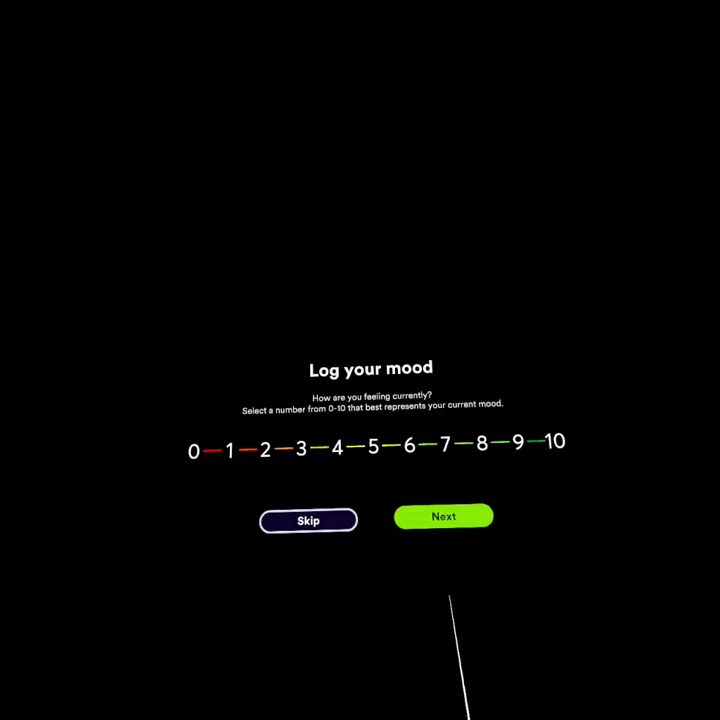 Log your mood
How are you feeling currently?
Select a number from 0-10 that best represents your current mood.
0 1 2 3 4 5 6 7 8 9 10
Skip Next